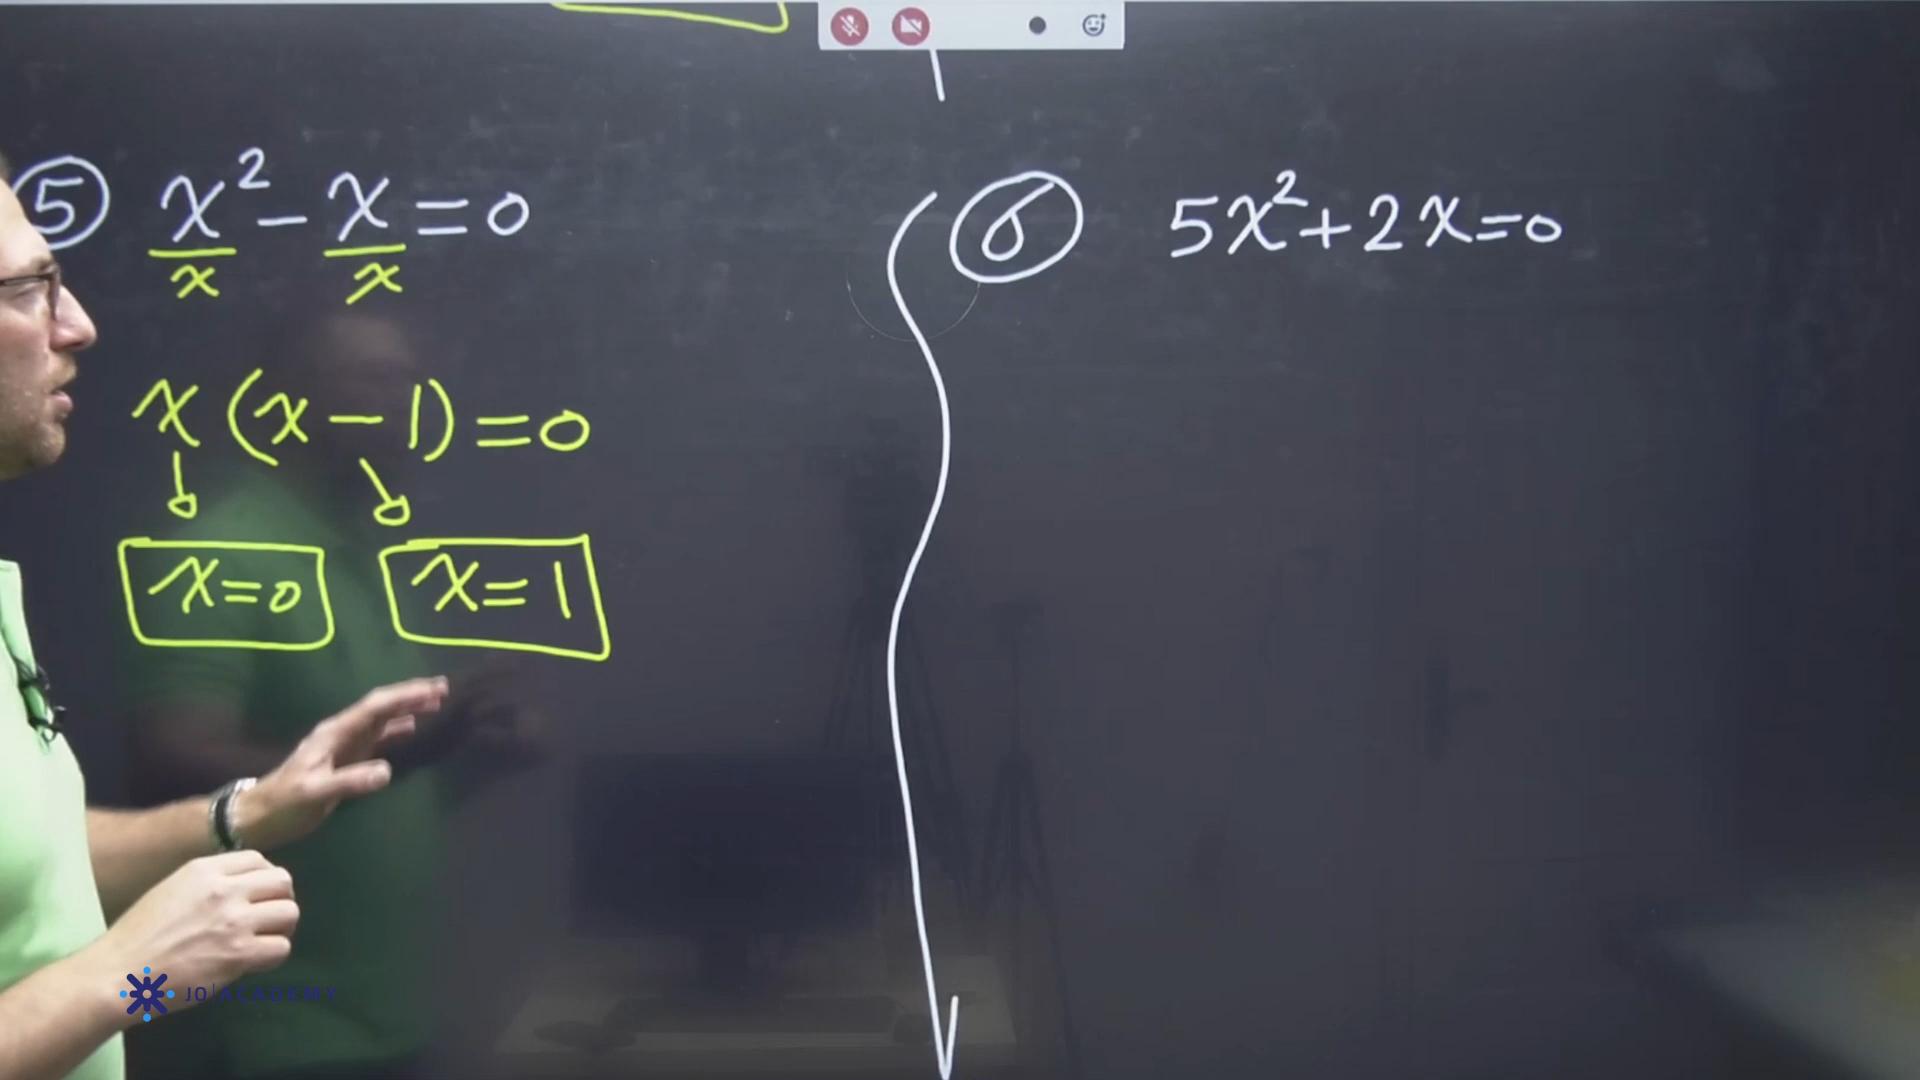 ⑤ x² - x = 0
x x
x (x - 1) = 0
x = 0 x = 1
⑥ 5x² + 2x = 0
JO|ACADEMY